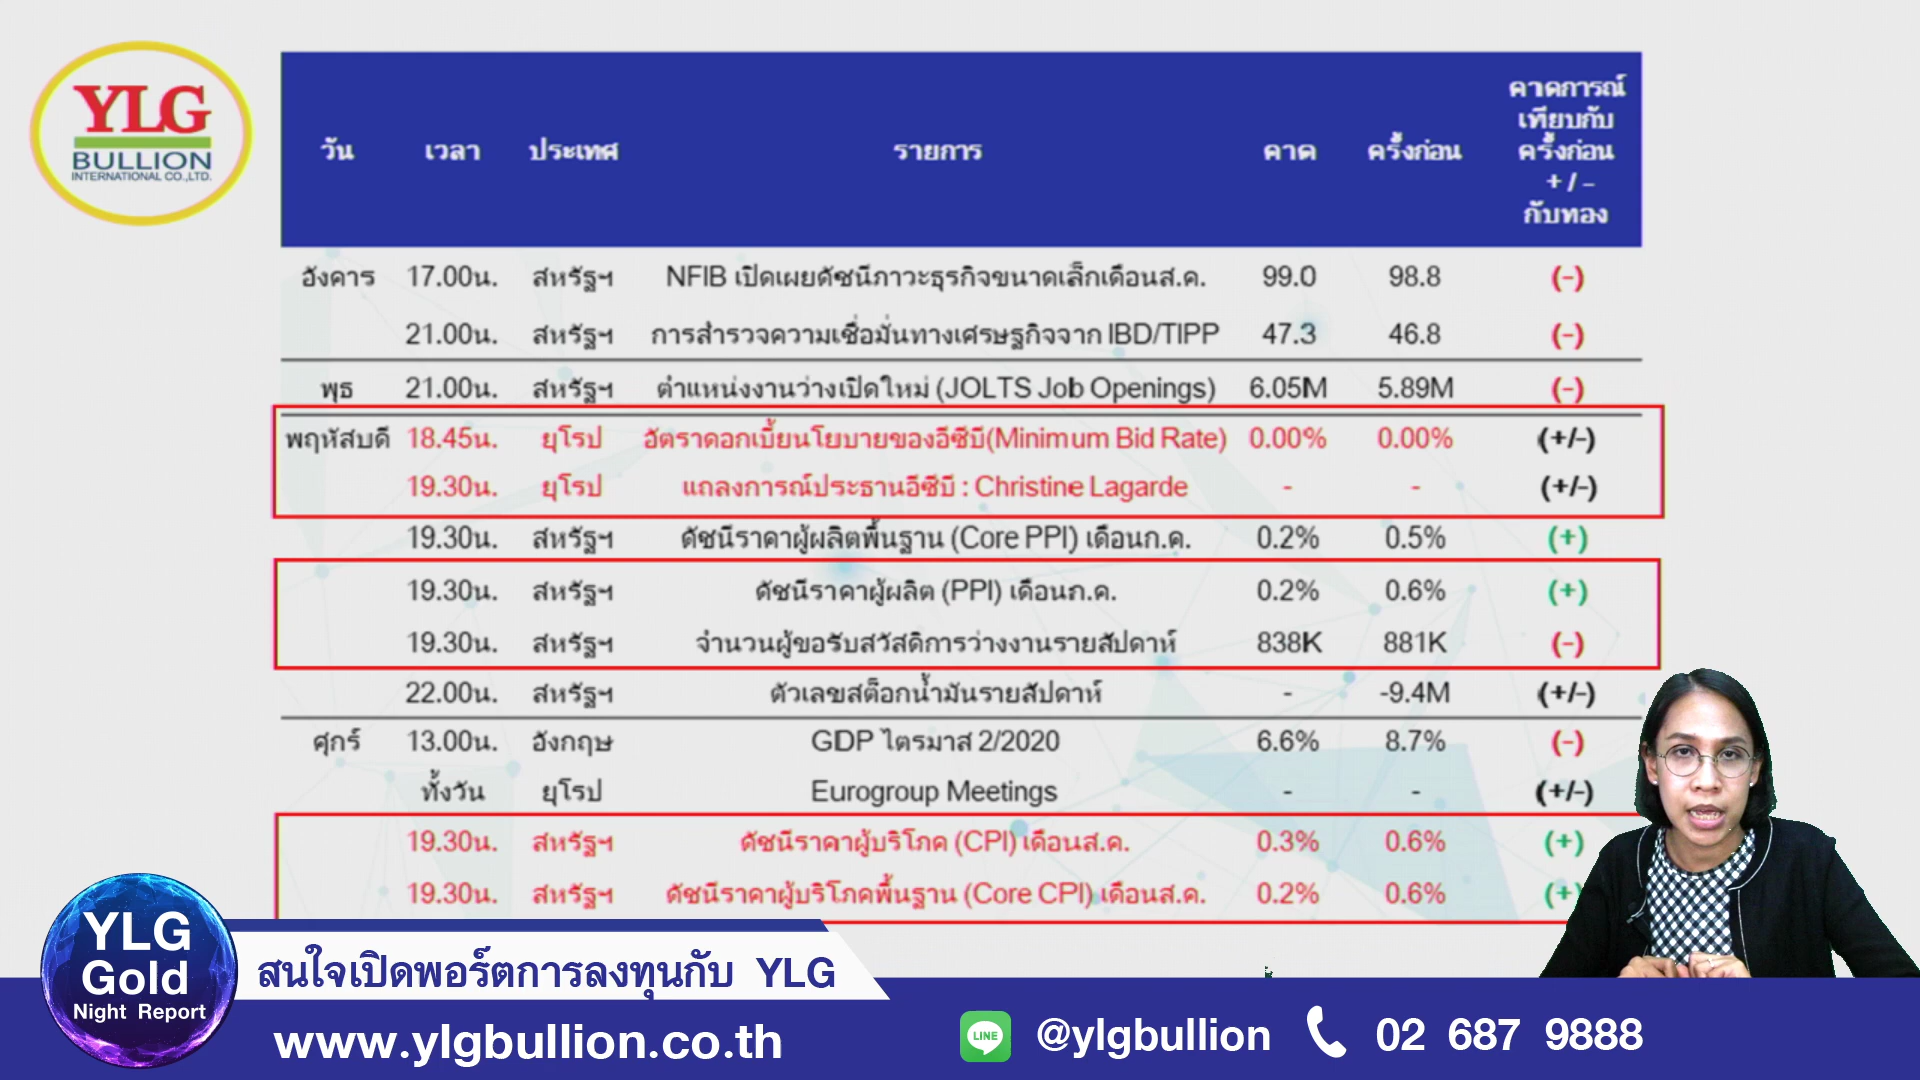 YLG
BULLION
INTERNATIONAL CO.,LTD.
วัน เวลา ประเทศ รายการ คาด ครั้งก่อน คาดการณ์
เทียบกับ
ครั้งก่อน
+ / -
กับทอง
อังคาร 17.00น. สหรัฐฯ NFIB เปิดเผยดัชนีภาวะธุรกิจขนาดเล็กเดือนส.ค. 99.0 98.8 (-)
21.00น. สหรัฐฯ การสำรวจความเชื่อมั่นทางเศรษฐกิจจาก IBD/TIPP 47.3 46.8 (-)
พุธ 21.00น. สหรัฐฯ ตำแหน่งงานว่างเปิดใหม่ (JOLTS Job Openings) 6.05M 5.89M (-)
พฤหัสบดี 18.45น. ยุโรป อัตราดอกเบี้ยนโยบายของอีซีบี(Minimum Bid Rate) 0.00% 0.00% (+/-)
19.30น. ยุโรป แถลงการณ์ประธานอีซีบี : Christine Lagarde - - (+/-)
19.30น. สหรัฐฯ ดัชนีราคาผู้ผลิตพื้นฐาน (Core PPI) เดือนก.ค. 0.2% 0.5% (+)
19.30น. สหรัฐฯ ดัชนีราคาผู้ผลิต (PPI) เดือนก.ค. 0.2% 0.6% (+)
19.30น. สหรัฐฯ จำนวนผู้ขอรับสวัสดิการว่างงานรายสัปดาห์ 838K 881K (-)
22.00น. สหรัฐฯ ตัวเลขสต็อกน้ำมันรายสัปดาห์ - -9.4M (+/-)
ศุกร์ 13.00น. อังกฤษ GDP ไตรมาส 2/2020 6.6% 8.7% (-)
ทั้งวัน ยุโรป Eurogroup Meetings - - (+/-)
19.30น. สหรัฐฯ ดัชนีราคาผู้บริโภค (CPI) เดือนส.ค. 0.3% 0.6% (+)
19.30น. สหรัฐฯ ดัชนีราคาผู้บริโภคพื้นฐาน (Core CPI) เดือนส.ค. 0.2% 0.6% (+)
YLG
Gold
Night Report
สนใจเปิดพอร์ตการลงทุนกับ YLG
www.ylgbullion.co.th
LINE @ylgbullion 02 687 9888